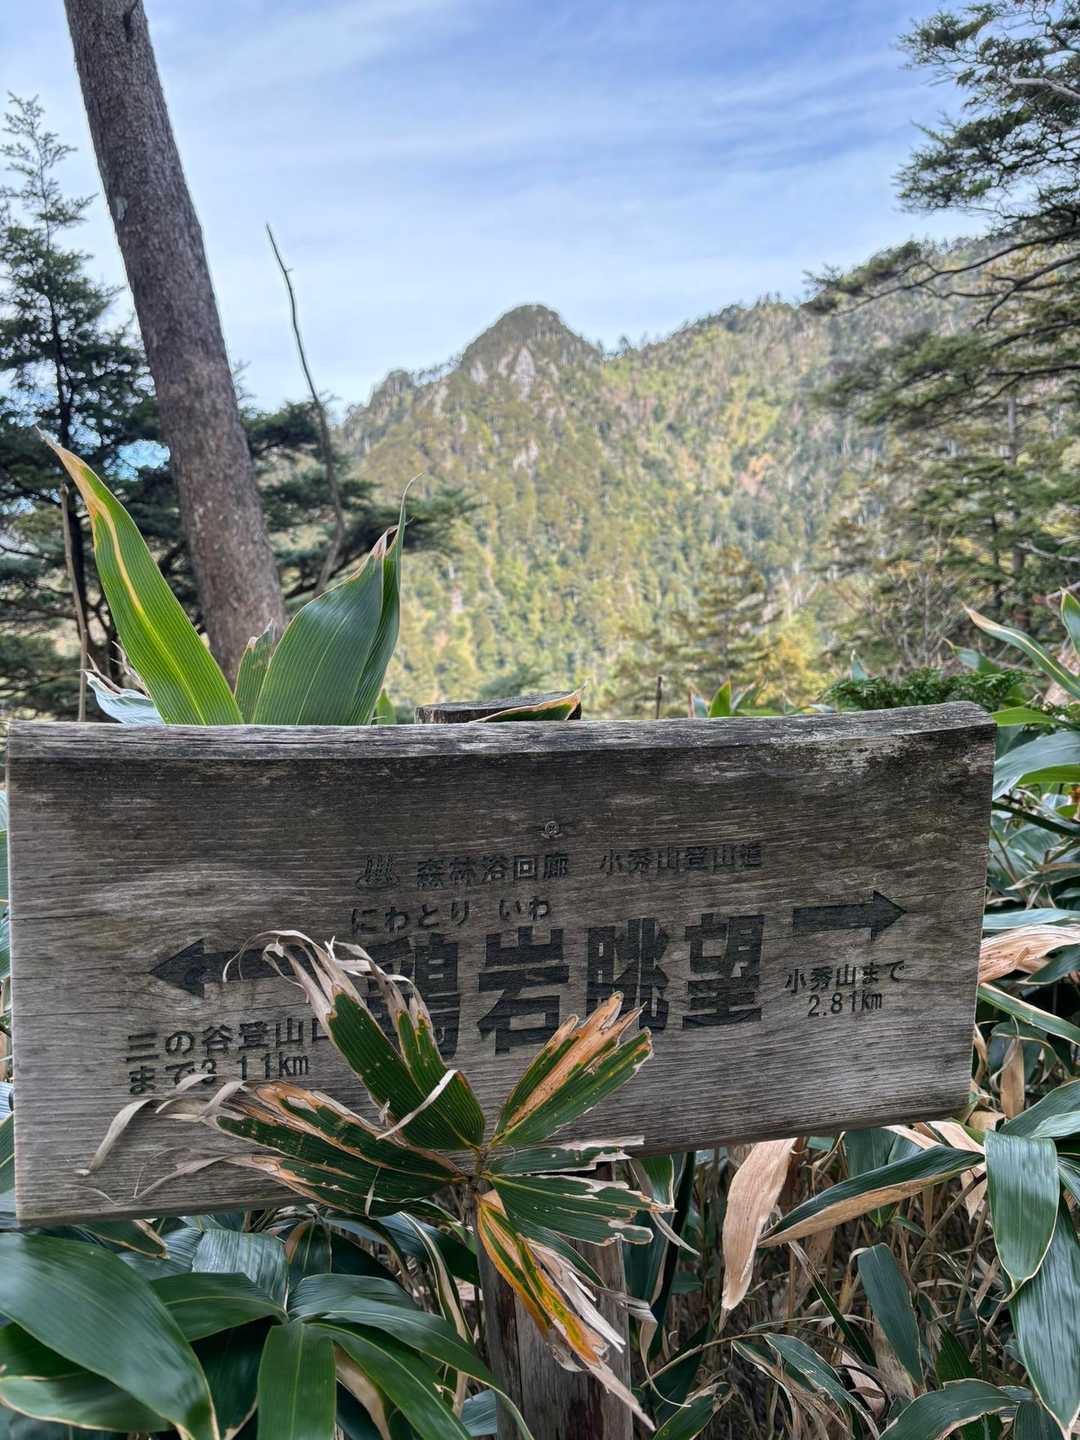 森林浴回廊 小秀山登山道
にわとり いわ
鶏岩眺望
小秀山まで
2.81km
三の谷登山口
まで3.11km